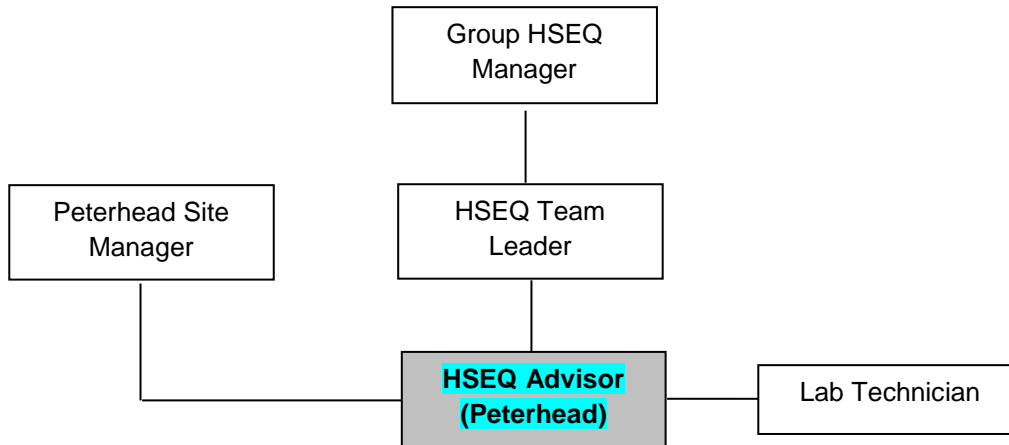 Group HSEQ
Manager
Peterhead Site
Manager
HSEQ Team
Leader
HSEQ Advisor
(Peterhead)
Lab Technician